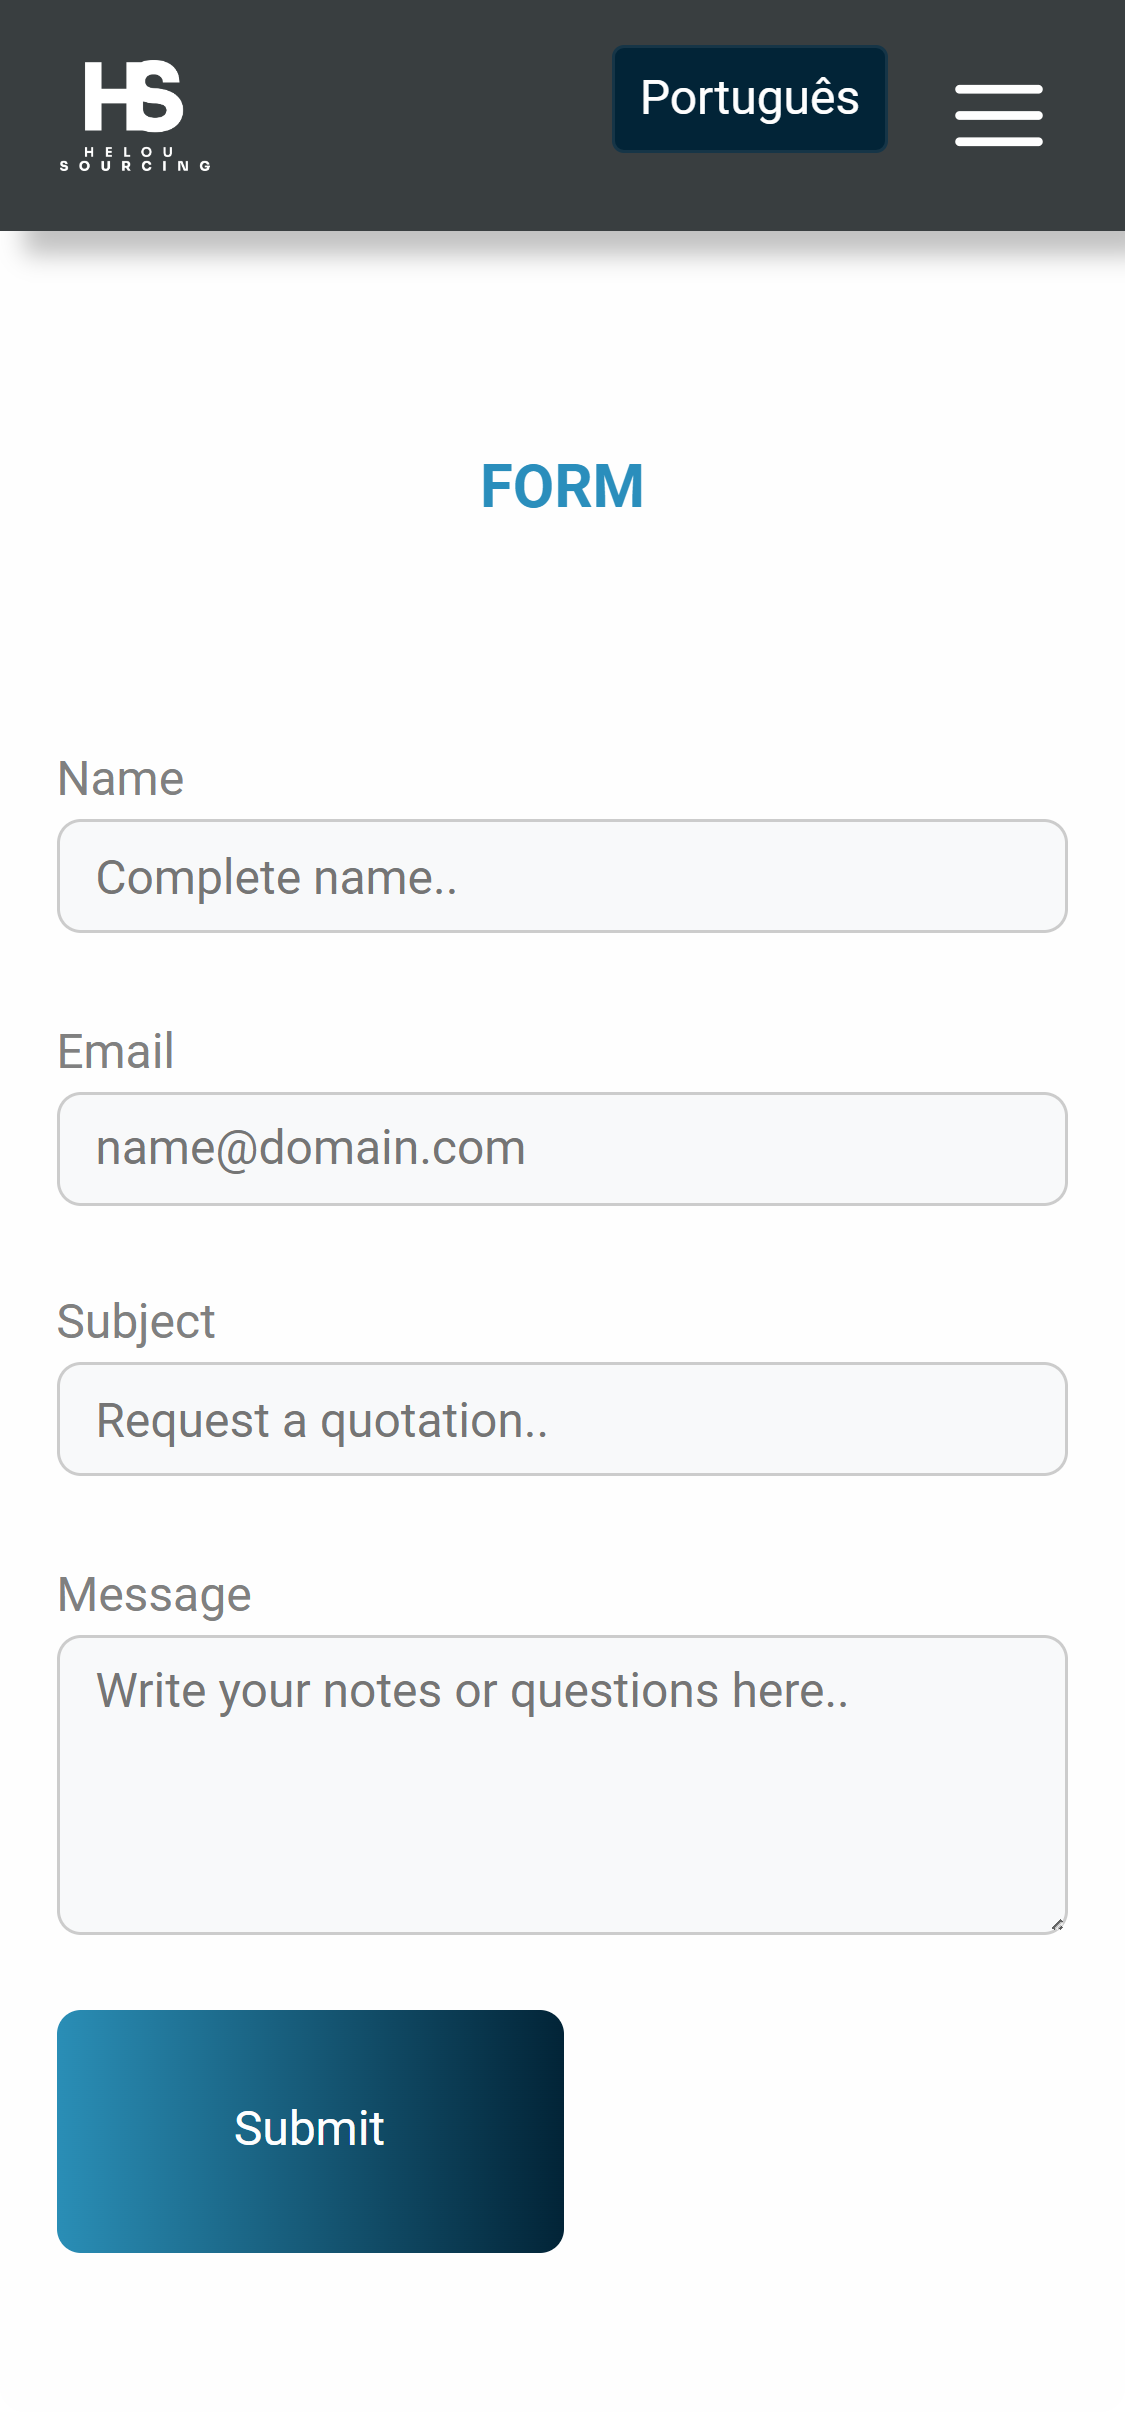 HS
HELOU
SOURCING
Português
FORM
Name
Complete name..
Email
name@domain.com
Subject
Request a quotation..
Message
Write your notes or questions here..
Submit